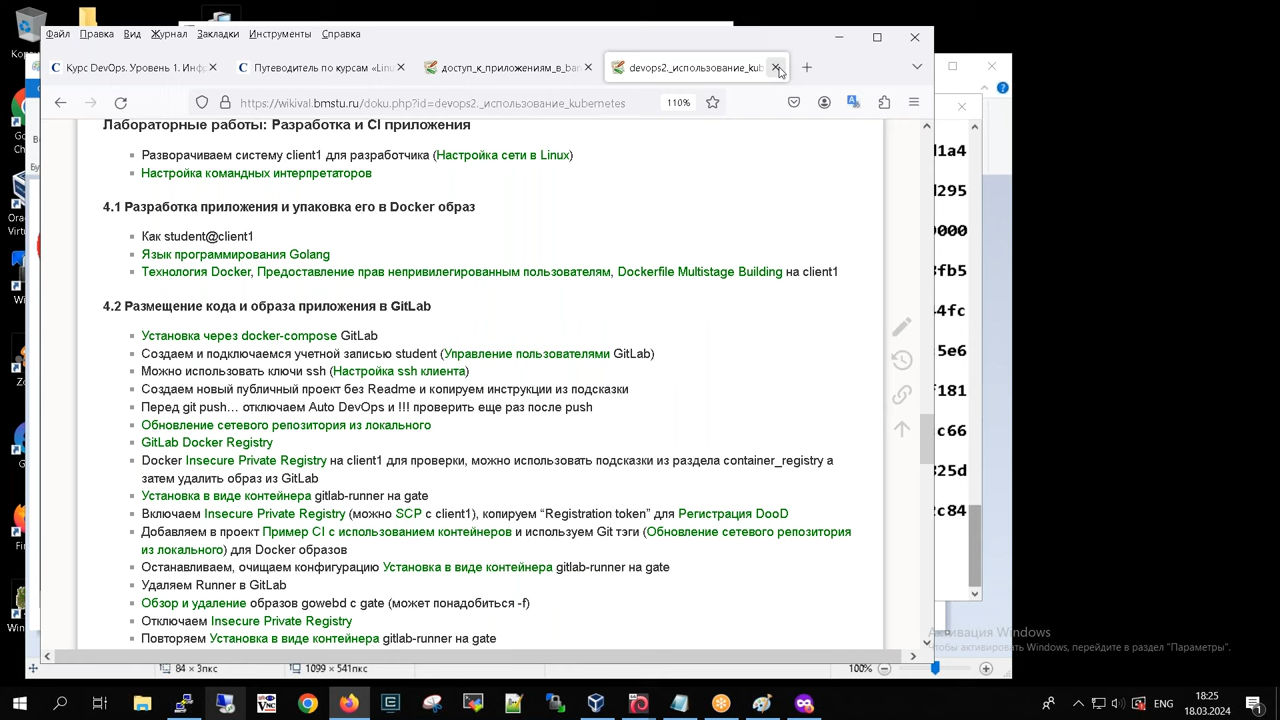 Файл Правка Вид Журнал Закладки Инструменты Справка
Курс DevOps. Уровень 1. Инф
Путеводитель по курсам «Linu
доступ_к_приложениям_в_bar
devops2._использование_kub
https://wikival.bmstu.ru/doku.php?id=devops2._использование_kubernetes
110%
Лабораторные работы: Разработка и CI приложения
Разворачиваем систему client1 для разработчика (Настройка сети в Linux)
Настройка командных интерпретаторов
4.1 Разработка приложения и упаковка его в Docker образ
Как student@client1
Язык программирования Golang
Технология Docker, Предоставление прав непривилегированным пользователям, Dockerfile Multistage Building на client1
4.2 Размещение кода и образа приложения в GitLab
Установка через docker-compose GitLab
Создаем и подключаемся учетной записью student (Управление пользователями GitLab)
Можно использовать ключи ssh (Настройка ssh клиента)
Создаем новый публичный проект без Readme и копируем инструкции из подсказки
Перед git push… отключаем Auto DevOps и !!! проверить еще раз после push
Обновление сетевого репозитория из локального
GitLab Docker Registry
Docker Insecure Private Registry на client1 для проверки, можно использовать подсказки из раздела container_registry а
затем удалить образ из GitLab
Установка в виде контейнера gitlab-runner на gate
Включаем Insecure Private Registry (можно SCP с client1), копируем “Registration token” для Регистрация DooD
Добавляем в проект Пример CI с использованием контейнеров и используем Git тэги (Обновление сетевого репозитория
из локального) для Docker образов
Останавливаем, очищаем конфигурацию Установка в виде контейнера gitlab-runner на gate
Удаляем Runner в GitLab
Обзор и удаление образов gowebd с gate (может понадобиться -f)
Отключаем Insecure Private Registry
Повторяем Установка в виде контейнера gitlab-runner на gate
d1a4
d295
0000
fb5
4fc
5e6
f181
c66
825d
2c84
84 × 3пкс
1099 × 541пкс
100%
Активация Windows
Чтобы активировать Windows, перейдите в раздел "Параметры".
ENG
18:25
18.03.2024